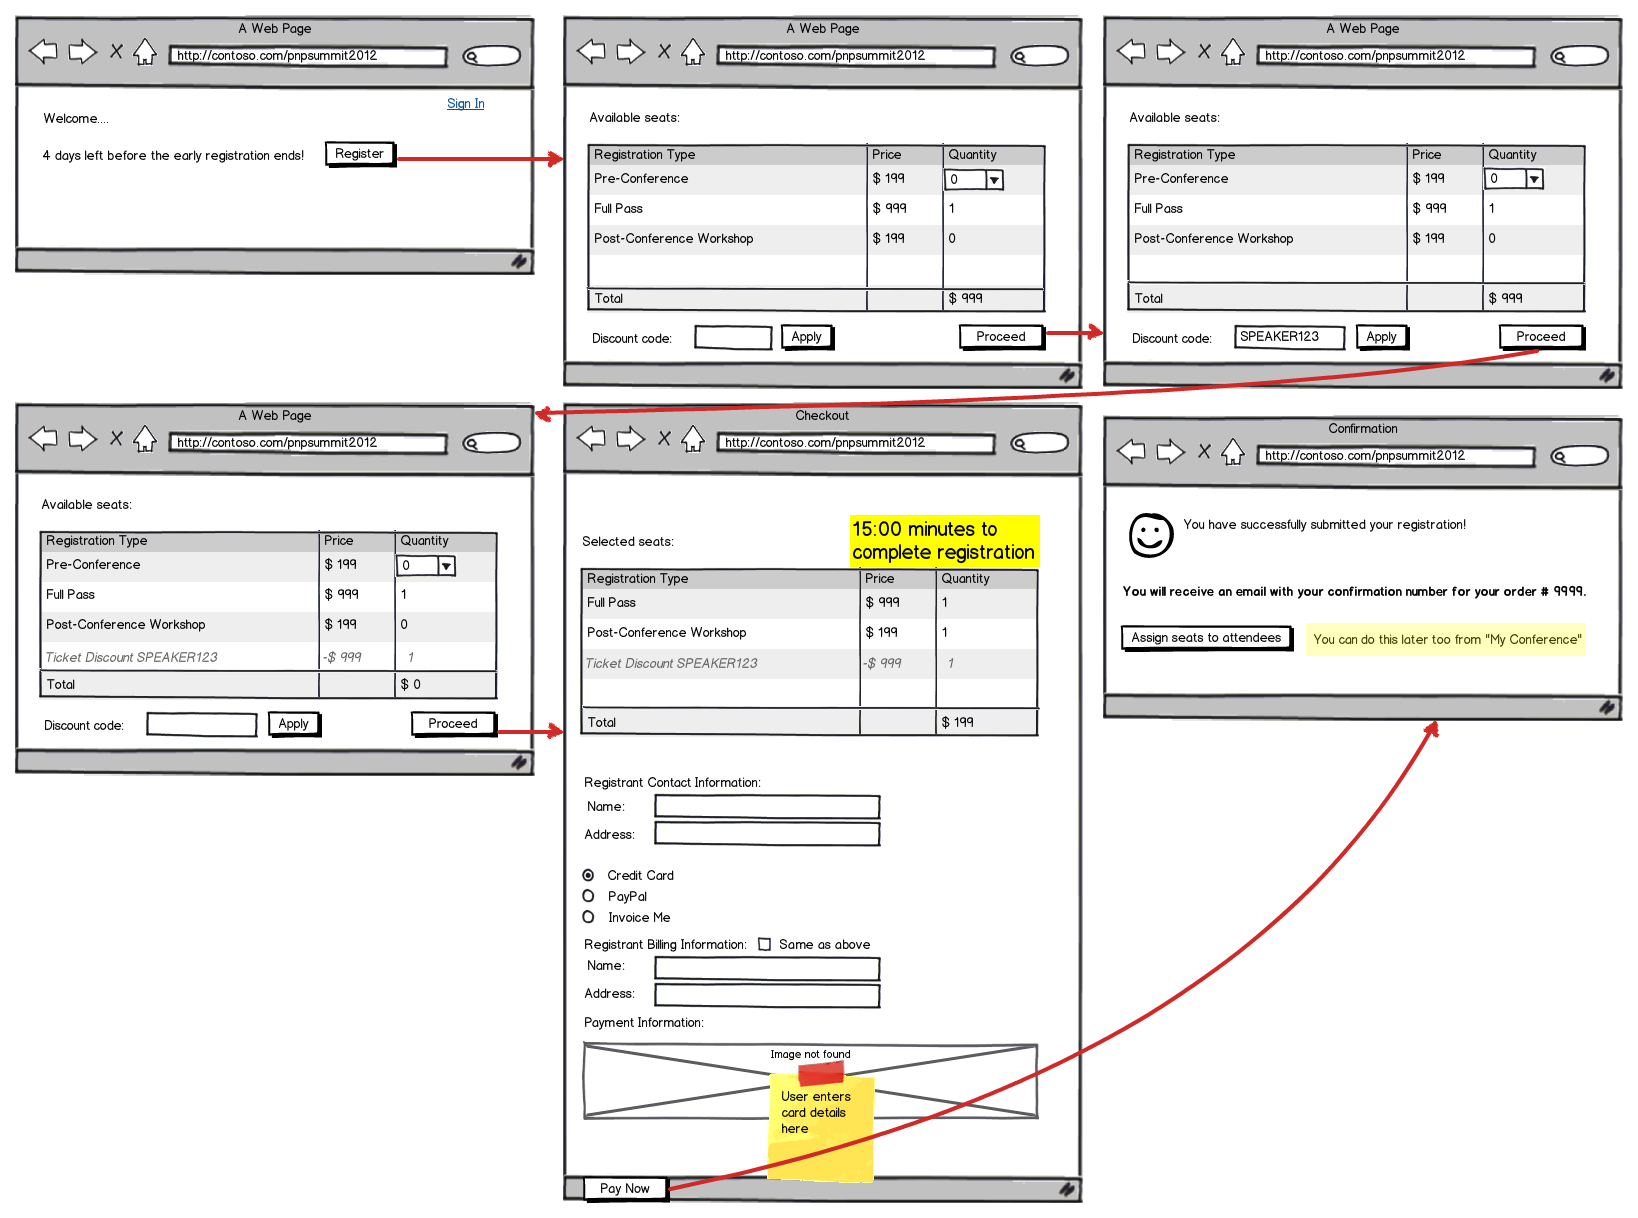 A Web Page
http://contoso.com/pnpsummit2012
Sign In
Welcome....
4 days left before the early registration ends!
Register
A Web Page
http://contoso.com/pnpsummit2012
Available seats:
Registration Type Price Quantity
Pre-Conference $ 199 0
Full Pass $ 999 1
Post-Conference Workshop $ 199 0
Total $ 999
Discount code: Apply Proceed
A Web Page
http://contoso.com/pnpsummit2012
Available seats:
Registration Type Price Quantity
Pre-Conference $ 199 0
Full Pass $ 999 1
Post-Conference Workshop $ 199 0
Total $ 999
Discount code: SPEAKER123 Apply Proceed
A Web Page
http://contoso.com/pnpsummit2012
Available seats:
Registration Type Price Quantity
Pre-Conference $ 199 0
Full Pass $ 999 1
Post-Conference Workshop $ 199 0
Ticket Discount SPEAKER123 -$ 999 1
Total $ 0
Discount code: Apply Proceed
Checkout
http://contoso.com/pnpsummit2012
15:00 minutes to
complete registration
Selected seats:
Registration Type Price Quantity
Full Pass $ 999 1
Post-Conference Workshop $ 199 1
Ticket Discount SPEAKER123 -$ 999 1
Total $ 199
Registrant Contact Information:
Name:
Address:
Credit Card
PayPal
Invoice Me
Registrant Billing Information: Same as above
Name:
Address:
Payment Information:
Image not found
User enters
card details
here
Pay Now
Confirmation
http://contoso.com/pnpsummit2012
You have successfully submitted your registration!
You will receive an email with your confirmation number for your order # 9999.
Assign seats to attendees
You can do this later too from "My Conference"